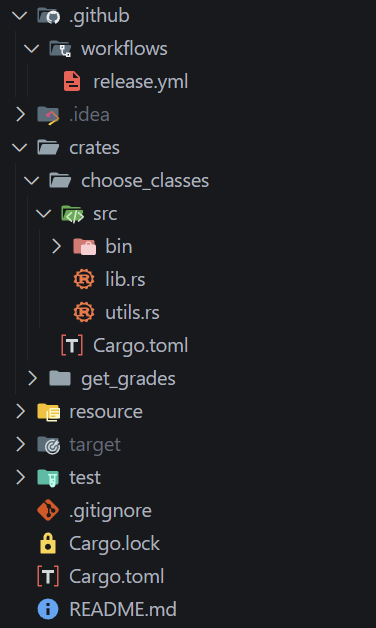 .github
workflows
release.yml
.idea
crates
choose_classes
src
bin
lib.rs
utils.rs
Cargo.toml
get_grades
resource
target
test
.gitignore
Cargo.lock
Cargo.toml
README.md